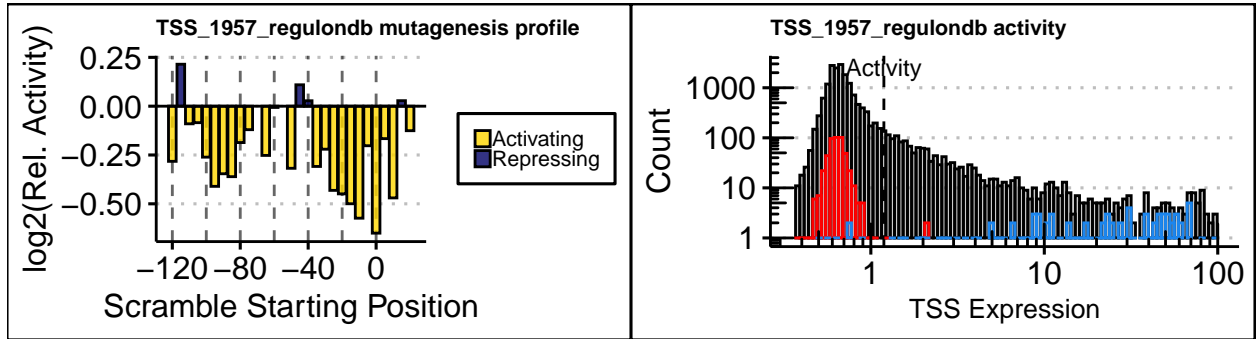 TSS_1957_regulondb mutagenesis profile
log2(Rel. Activity)
0.25
0.00
−0.25
−0.50
−120
−80
−40
0
Scramble Starting Position
Activating
Repressing
TSS_1957_regulondb activity
Activity
Count
1000
100
10
1
1
10
100
TSS Expression